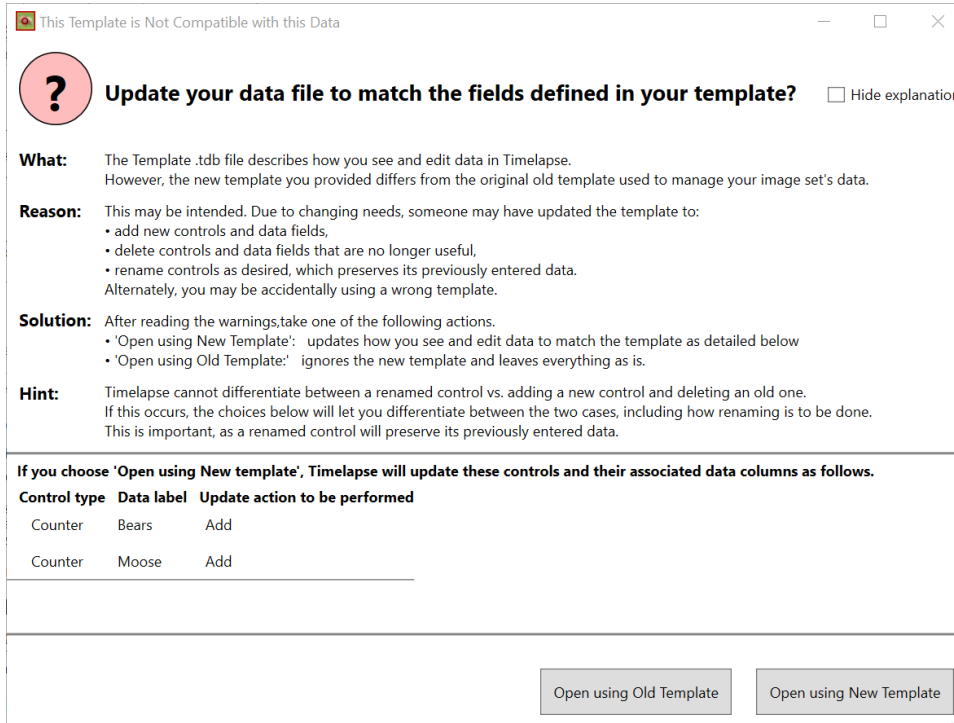 This Template is Not Compatible with this Data
?
Update your data file to match the fields defined in your template?
Hide explanation
What: The Template .tdb file describes how you see and edit data in Timelapse.
However, the new template you provided differs from the original old template used to manage your image set's data.
Reason: This may be intended. Due to changing needs, someone may have updated the template to:
• add new controls and data fields,
• delete controls and data fields that are no longer useful,
• rename controls as desired, which preserves its previously entered data.
Alternately, you may be accidentally using a wrong template.
Solution: After reading the warnings,take one of the following actions.
• 'Open using New Template': updates how you see and edit data to match the template as detailed below
• 'Open using Old Template:' ignores the new template and leaves everything as is.
Hint: Timelapse cannot differentiate between a renamed control vs. adding a new control and deleting an old one.
If this occurs, the choices below will let you differentiate between the two cases, including how renaming is to be done.
This is important, as a renamed control will preserve its previously entered data.
If you choose 'Open using New template', Timelapse will update these controls and their associated data columns as follows.
Control type Data label Update action to be performed
Counter Bears Add
Counter Moose Add
Open using Old Template
Open using New Template